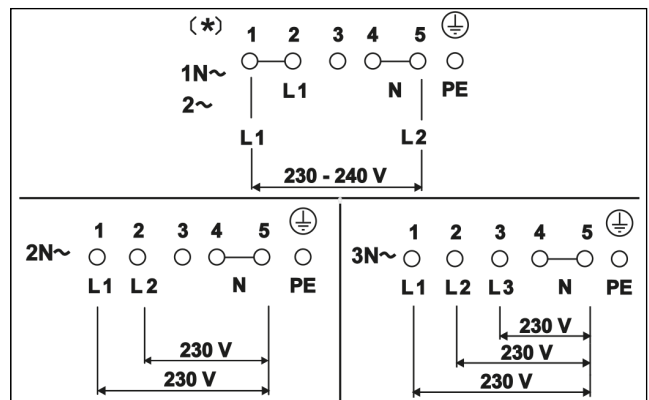 (*) 1 2 3 4 5
1N~ L1 N PE
2~
L1 L2
230 - 240 V
1 2 3 4 5
2N~
L1 L2 N PE
230 V
230 V
1 2 3 4 5
3N~
L1 L2 L3 N PE
230 V
230 V
230 V